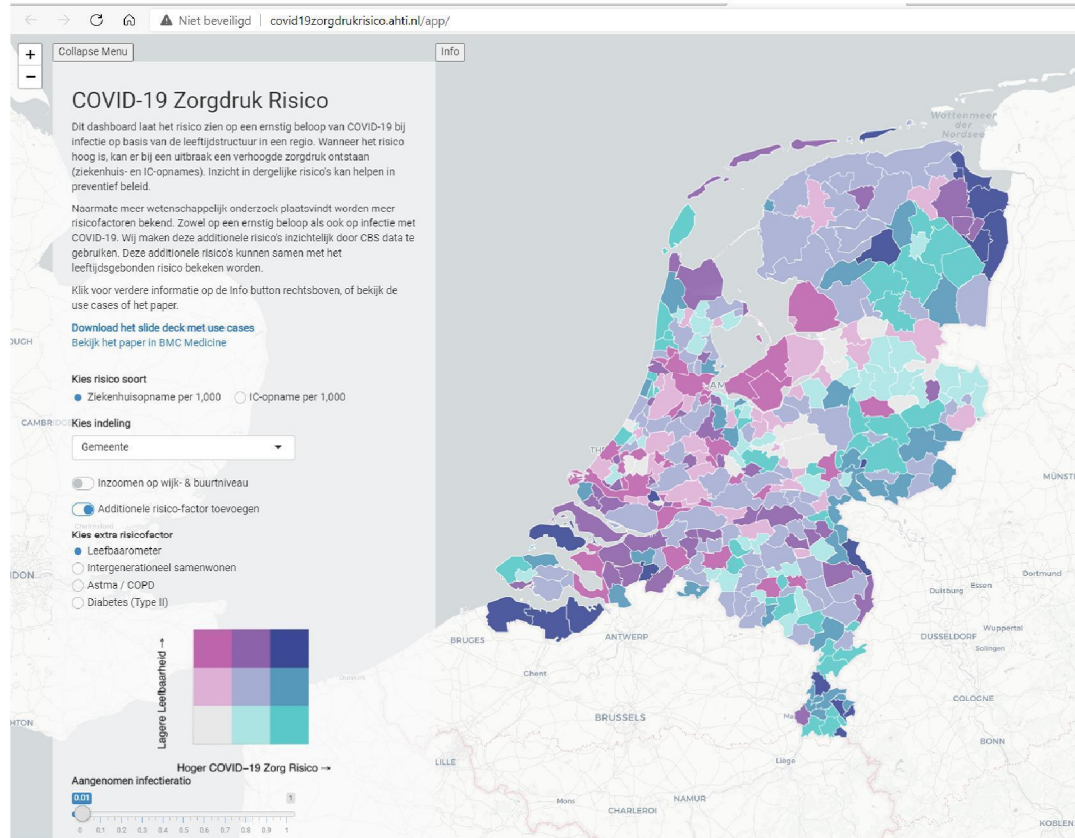 Niet beveiligd | covid19zorgdrukrisico.ahti.nl/app/
+
−
Collapse Menu
Info
COVID-19 Zorgdruk Risico
Dit dashboard laat het risico zien op een ernstig beloop van COVID-19 bij
infectie op basis van de leeftijdstructuur in een regio. Wanneer het risico
hoog is, kan er bij een uitbraak een verhoogde zorgdruk ontstaan
(ziekenhuis- en IC-opnames). Inzicht in dergelijke risico's kan helpen in
preventief beleid.
Naarmate meer wetenschappelijk onderzoek plaatsvindt worden meer
risicofactoren bekend. Zowel op een ernstig beloop als ook op infectie met
COVID-19. Wij maken deze additionele risico's inzichtelijk door CBS data te
gebruiken. Deze additionele risico's kunnen samen met het
leeftijdsgebonden risico bekeken worden.
Klik voor verdere informatie op de Info button rechtsboven, of bekijk de
use cases of het paper.
Download het slide deck met use cases
Bekijk het paper in BMC Medicine
Kies risico soort
Ziekenhuisopname per 1,000 IC-opname per 1,000
Kies indeling
Gemeente
Inzoomen op wijk- & buurtniveau
Additionele risico-factor toevoegen
Kies extra risicofactor
Leefbaarometer
Intergenerationeel samenwonen
Astma / COPD
Diabetes (Type II)
Lagere Leefbaarheid →
Hoger COVID−19 Zorg Risico →
Aangenomen infectieratio
0.01 1
0 0.1 0.2 0.3 0.4 0.5 0.6 0.7 0.8 0.9 1
der
Nordsee
MÜNST
Dortmund
Essen
Duisburg
Wuppertal
DUSSELDORF
Solingen
COLOGNE
BONN
KOBLEN
BRUGES
ANTWERP
Ghent
BRUSSELS
LILLE
Liège
Mons
NAMUR
CHARLEROI
OUGH
CAMBR
DON
HTON